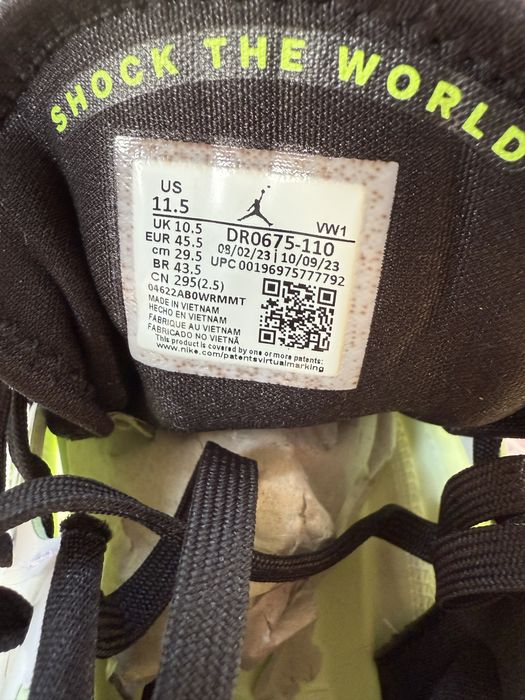 SHOCK THE WORLD
US
11.5
VW1
UK 10.5
DR0675-110
EUR 45.5
08/02/23 | 10/09/23
cm 29.5
UPC 00196975777792
BR 43.5
CN 295(2.5)
04622AB0WRMMT
MADE IN VIETNAM
HECHO EN VIETNAM
FABRIQUÉ AU VIETNAM
FABRICADO NO VIETNÃ
This product is covered by one or more patents:
www.nike.com/patentsvirtualmarking